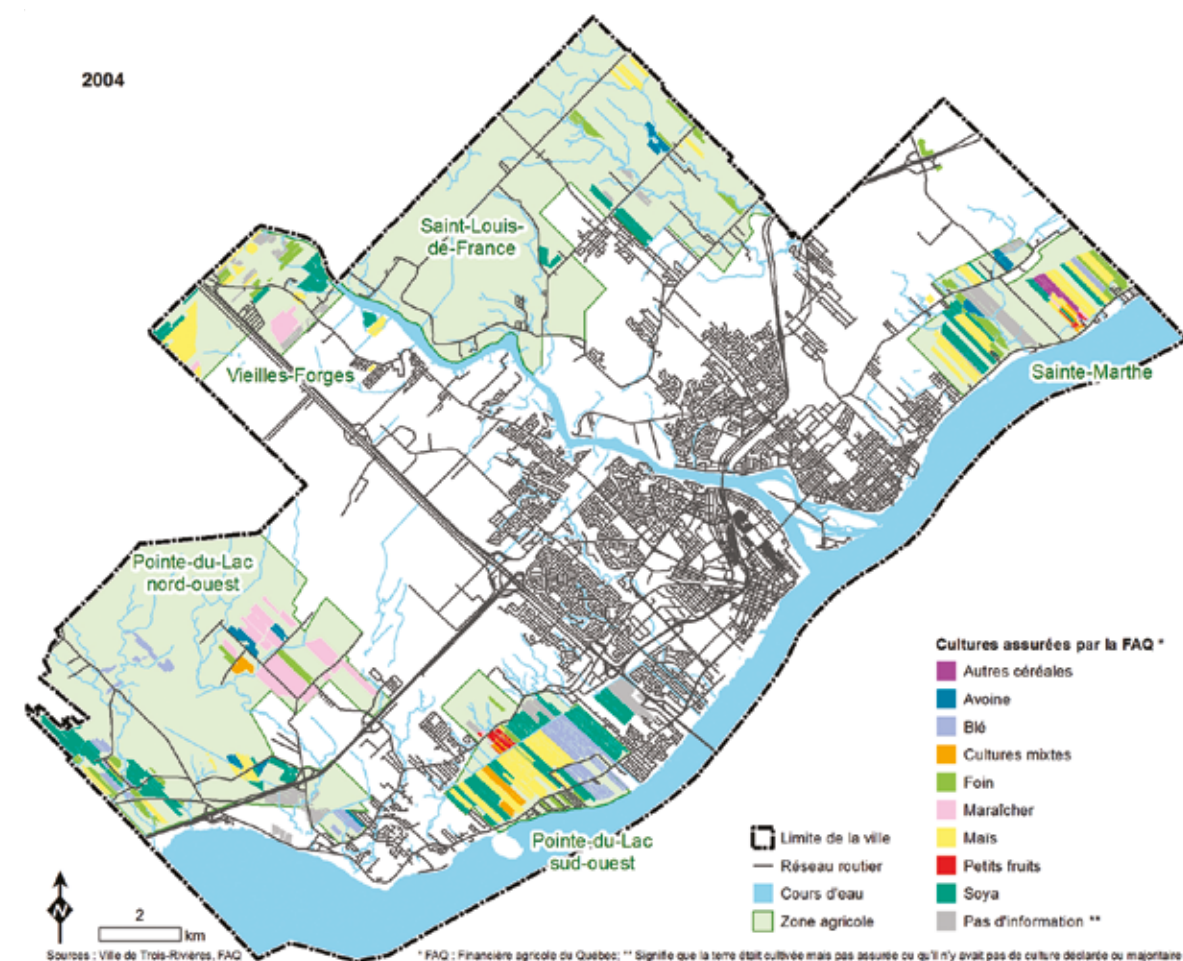 2004
Saint-Louis-
de-France
Vieilles-Forges
Sainte-Marthe
Pointe-du-Lac
nord-ouest
Pointe-du-Lac
sud-ouest
Cultures assurées par la FAQ *
Autres céréales
Avoine
Blé
Cultures mixtes
Foin
Maraîcher
Maïs
Petits fruits
Soya
Pas d'information **
Limite de la ville
Réseau routier
Cours d'eau
Zone agricole
N
2
km
Sources : Ville de Trois-Rivières, FAQ
* FAQ : Financière agricole du Québec; ** Signifie que la terre était cultivée mais pas assurée ou qu'il n'y avait pas de culture déclarée ou majoritaire